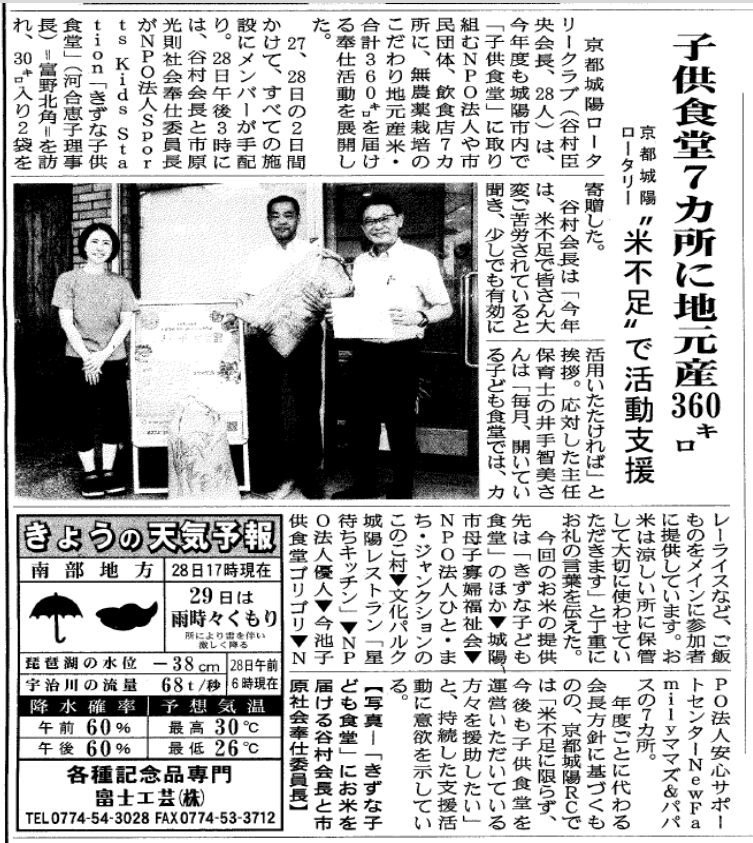 子供食堂7カ所に地元産360㌔
京都城陽ロータリー
〝米不足〟で活動支援
京都城陽ロータ
リークラブ(谷村臣
央会長、28人)は、
今年度も城陽市内で
「子供食堂」に取り
組むNPO法人や市
民団体、飲食店7カ
所に、無農薬栽培の
こだわり地元産米・
合計360㌔を届け
る奉仕活動を展開し
た。
27、28日の2日間
かけて、すべての施
設にメンバーが手配
り。28日午後3時に
は、谷村会長と市原
光則社会奉仕委員長
がNPO法人Spor
ts Kids Sta
tion「きずな子供
食堂」(河合恵子理事
長)=富野北角=を訪
れ、30㌔入り2袋を
寄贈した。
谷村会長は「今年
は、米不足で皆さん大
変ご苦労されていると
聞き、少しでも有効に
活用いただければ」と
挨拶。応対した主任
保育士の井手智美さ
んは「毎月、開いてい
る子ども食堂では、カ
レーライスなど、ご飯
ものをメインに参加者
に提供しています。お
米は涼しい所に保管
して大切に使わせてい
ただきます」と丁重に
お礼の言葉を伝えた。
今回のお米の提供
先は「きずな子ども
食堂」のほか▼城陽
市母子寡婦福祉会▼
NPO法人ひと・ま
ち・ジャンクションの
このこ村▼文化パルク
城陽レストラン「星
待ちキッチン」▼NP
O法人優人▼今池子
供食堂ゴリゴリ▼N
PO法人安心サポー
トセンターNewFa
milyママズ&パパ
ズの7カ所。
年度ごとに代わる
会長方針に基づくも
のの、京都城陽RCで
は「米不足に限らず、
今後も子供食堂を
運営いただいている
方々を援助したい」
と、持続した支援活
動に意欲を示してい
る。
【写真―「きずな子
ども食堂」にお米を
届ける谷村会長と市
原社会奉仕委員長】
きょうの天気予報
南部地方 28日17時現在
29日は
雨時々くもり
所により雷を伴い
激しく降る
琵琶湖の水位 −38cm 28日午前
宇治川の流量 68t/秒 6時現在
降水確率 予想気温
午前 60% 最高 30℃
午後 60% 最低 26℃
各種記念品専門
富士工芸㈱
TEL0774-54-3028 FAX0774-53-3712